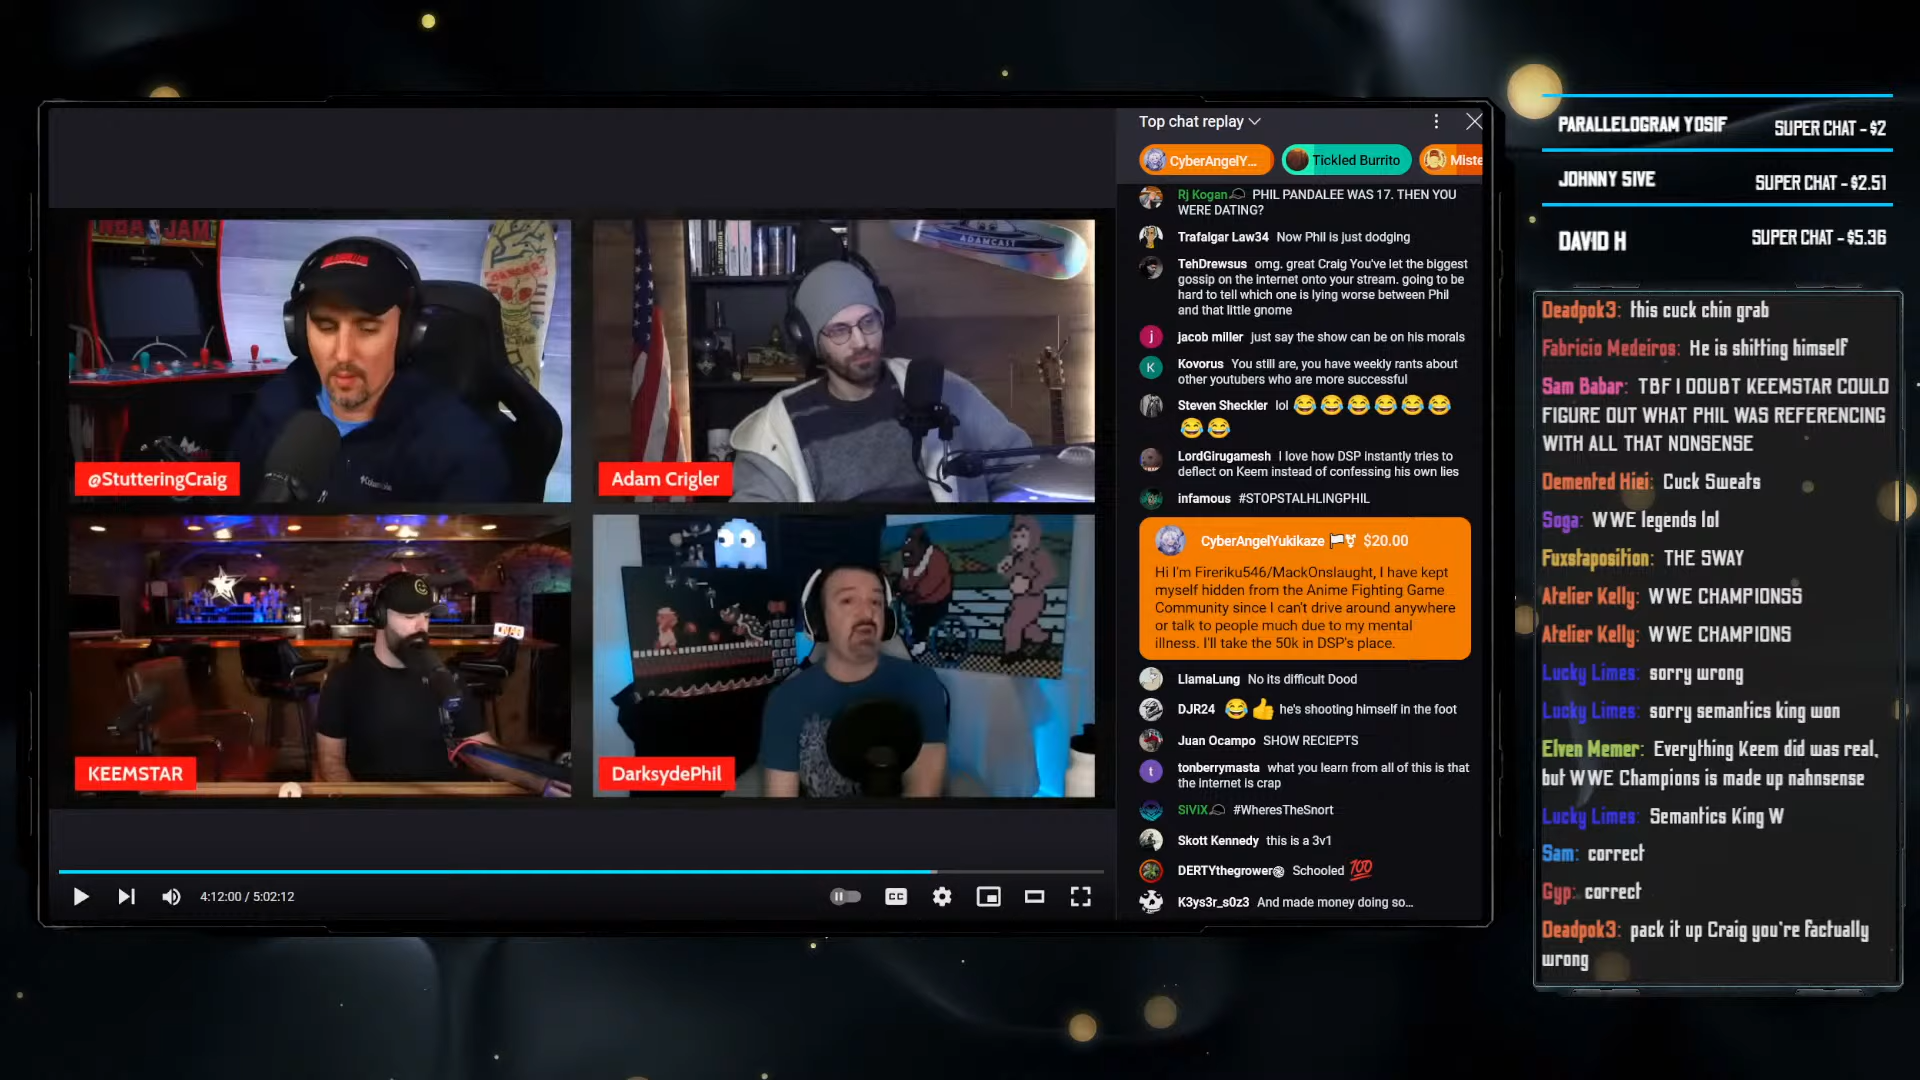 NBA JAM
@StutteringCraig
ADAMCAST
Adam Crigler
KEEMSTAR
DarksydePhil
Columbia
4:12:00 / 5:02:12
CC
Top chat replay
CyberAngelY...
Tickled Burrito
Miste
Rj Kogan PHIL PANDALEE WAS 17. THEN YOU
WERE DATING?
Trafalgar Law34 Now Phil is just dodging
TehDrewsus omg. great Craig You've let the biggest
gossip on the internet onto your stream. going to be
hard to tell which one is lying worse between Phil
and that little gnome
j
jacob miller just say the show can be on his morals
K
Kovorus You still are, you have weekly rants about
other youtubers who are more successful
Steven Sheckler lol 😂😂😂😂😂😂
😂😂
LordGirugamesh I love how DSP instantly tries to
deflect on Keem instead of confessing his own lies
infamous #STOPSTALHLINGPHIL
CyberAngelYukikaze 🏳️⚧ $20.00
Hi I'm Fireriku546/MackOnslaught, I have kept
myself hidden from the Anime Fighting Game
Community since I can't drive around anywhere
or talk to people much due to my mental
illness. I'll take the 50k in DSP's place.
LlamaLung No its difficult Dood
DJR24 😂👍 he's shooting himself in the foot
Juan Ocampo SHOW RECIEPTS
t
tonberrymasta what you learn from all of this is that
the internet is crap
SiViX #WheresTheSnort
Skott Kennedy this is a 3v1
DERTYthegrower Schooled 💯
K3ys3r_s0z3 And made money doing so...
PARALLELOGRAM YOSIF SUPER CHAT - $2
JOHNNY 5IVE SUPER CHAT - $2.51
DAVID H SUPER CHAT - $5.36
Deadpok3: this cuck chin grab
Fabricio Medeiros: He is shitting himself
Sam Babar: TBF I DOUBT KEEMSTAR COULD
FIGURE OUT WHAT PHIL WAS REFERENCING
WITH ALL THAT NONSENSE
Demented Hiei: Cuck Sweats
Soga: WWE legends lol
Fuxstaposition: THE SWAY
Atelier Kelly: WWE CHAMPIONSS
Atelier Kelly: WWE CHAMPIONS
Lucky Limes: sorry wrong
Lucky Limes: sorry semantics king won
Elven Memer: Everything Keem did was real,
but WWE Champions is made up nahnsense
Lucky Limes: Semantics King W
Sam: correct
Gyp: correct
Deadpok3: pack it up Craig you're factually
wrong